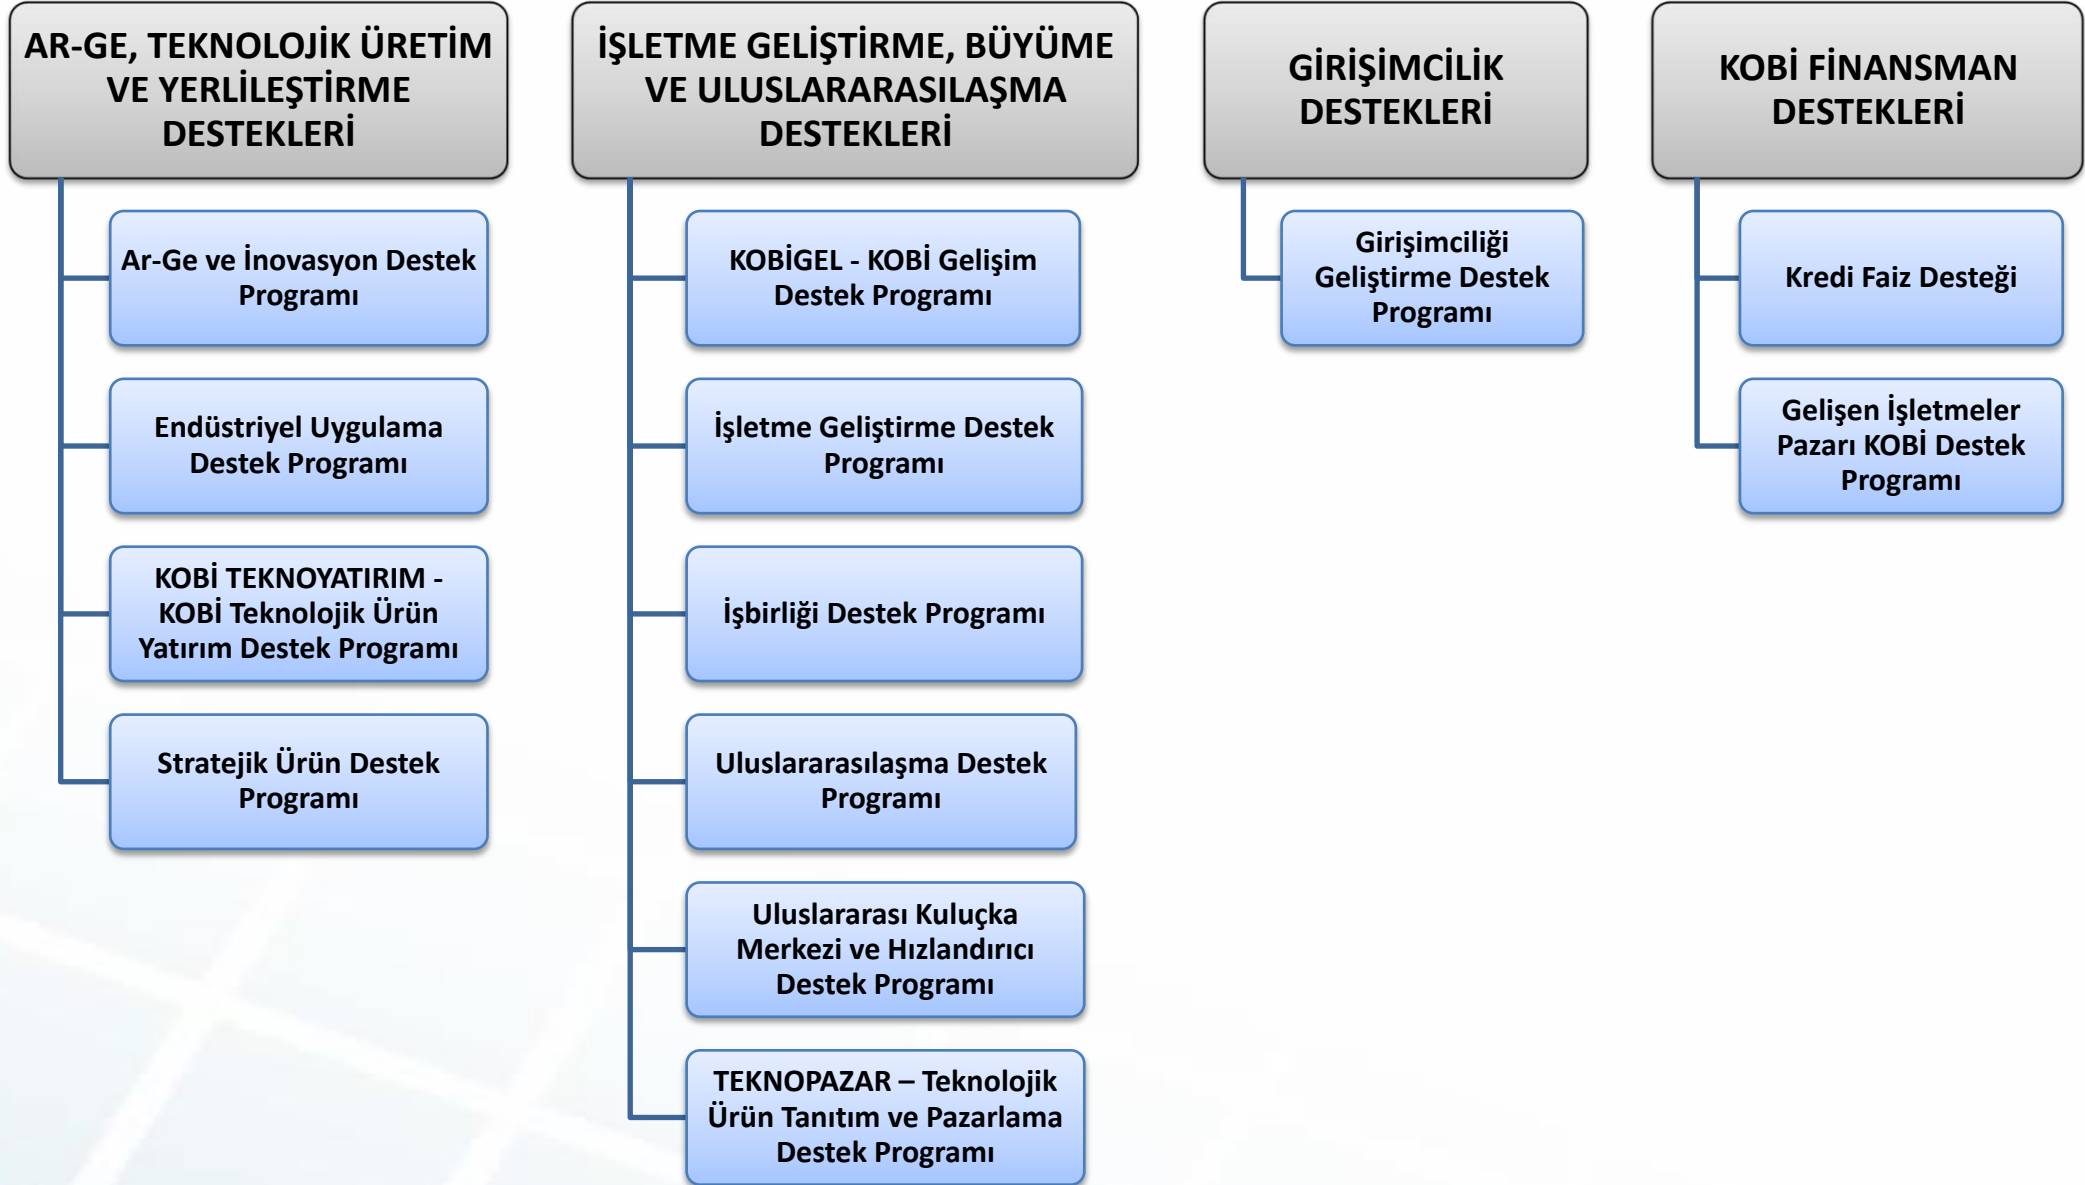 AR-GE, TEKNOLOJİK ÜRETİM
VE YERLİLEŞTİRME
DESTEKLERİ
Ar-Ge ve İnovasyon Destek
Programı
Endüstriyel Uygulama
Destek Programı
KOBİ TEKNOYATIRIM -
KOBİ Teknolojik Ürün
Yatırım Destek Programı
Stratejik Ürün Destek
Programı
İŞLETME GELİŞTİRME, BÜYÜME
VE ULUSLARARASILAŞMA
DESTEKLERİ
KOBİGEL - KOBİ Gelişim
Destek Programı
İşletme Geliştirme Destek
Programı
İşbirliği Destek Programı
Uluslararasılaşma Destek
Programı
Uluslararası Kuluçka
Merkezi ve Hızlandırıcı
Destek Programı
TEKNOPAZAR – Teknolojik
Ürün Tanıtım ve Pazarlama
Destek Programı
GİRİŞİMCİLİK
DESTEKLERİ
Girişimciliği
Geliştirme Destek
Programı
KOBİ FİNANSMAN
DESTEKLERİ
Kredi Faiz Desteği
Gelişen İşletmeler
Pazarı KOBİ Destek
Programı